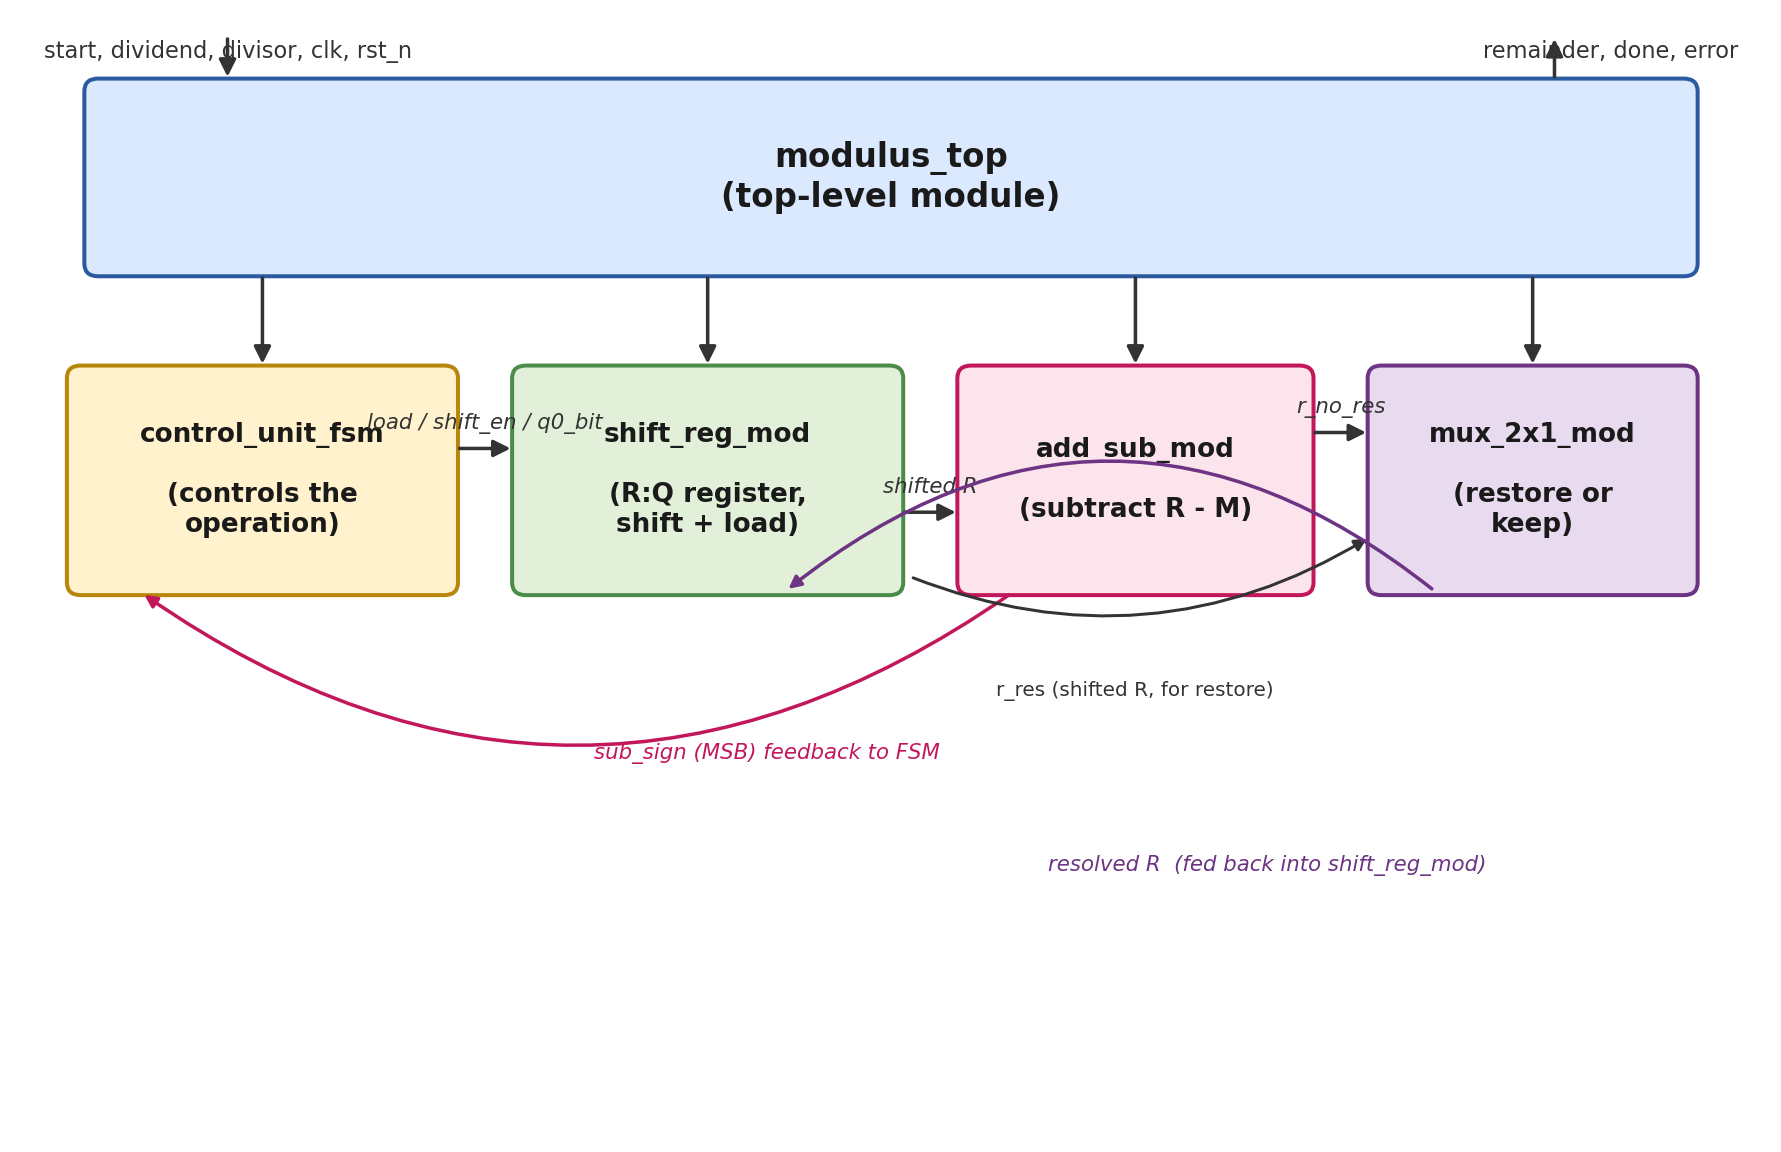 start, dividend, divisor, clk, rst_n
remainder, done, error
modulus_top
(top-level module)
load / shift_en / q0_bit
r_no_res
control_unit_fsm
(controls the
operation)
shift_reg_mod
(R:Q register,
shift + load)
shifted R
add_sub_mod
(subtract R - M)
mux_2x1_mod
(restore or
keep)
r_res (shifted R, for restore)
sub_sign (MSB) feedback to FSM
resolved R  (fed back into shift_reg_mod)